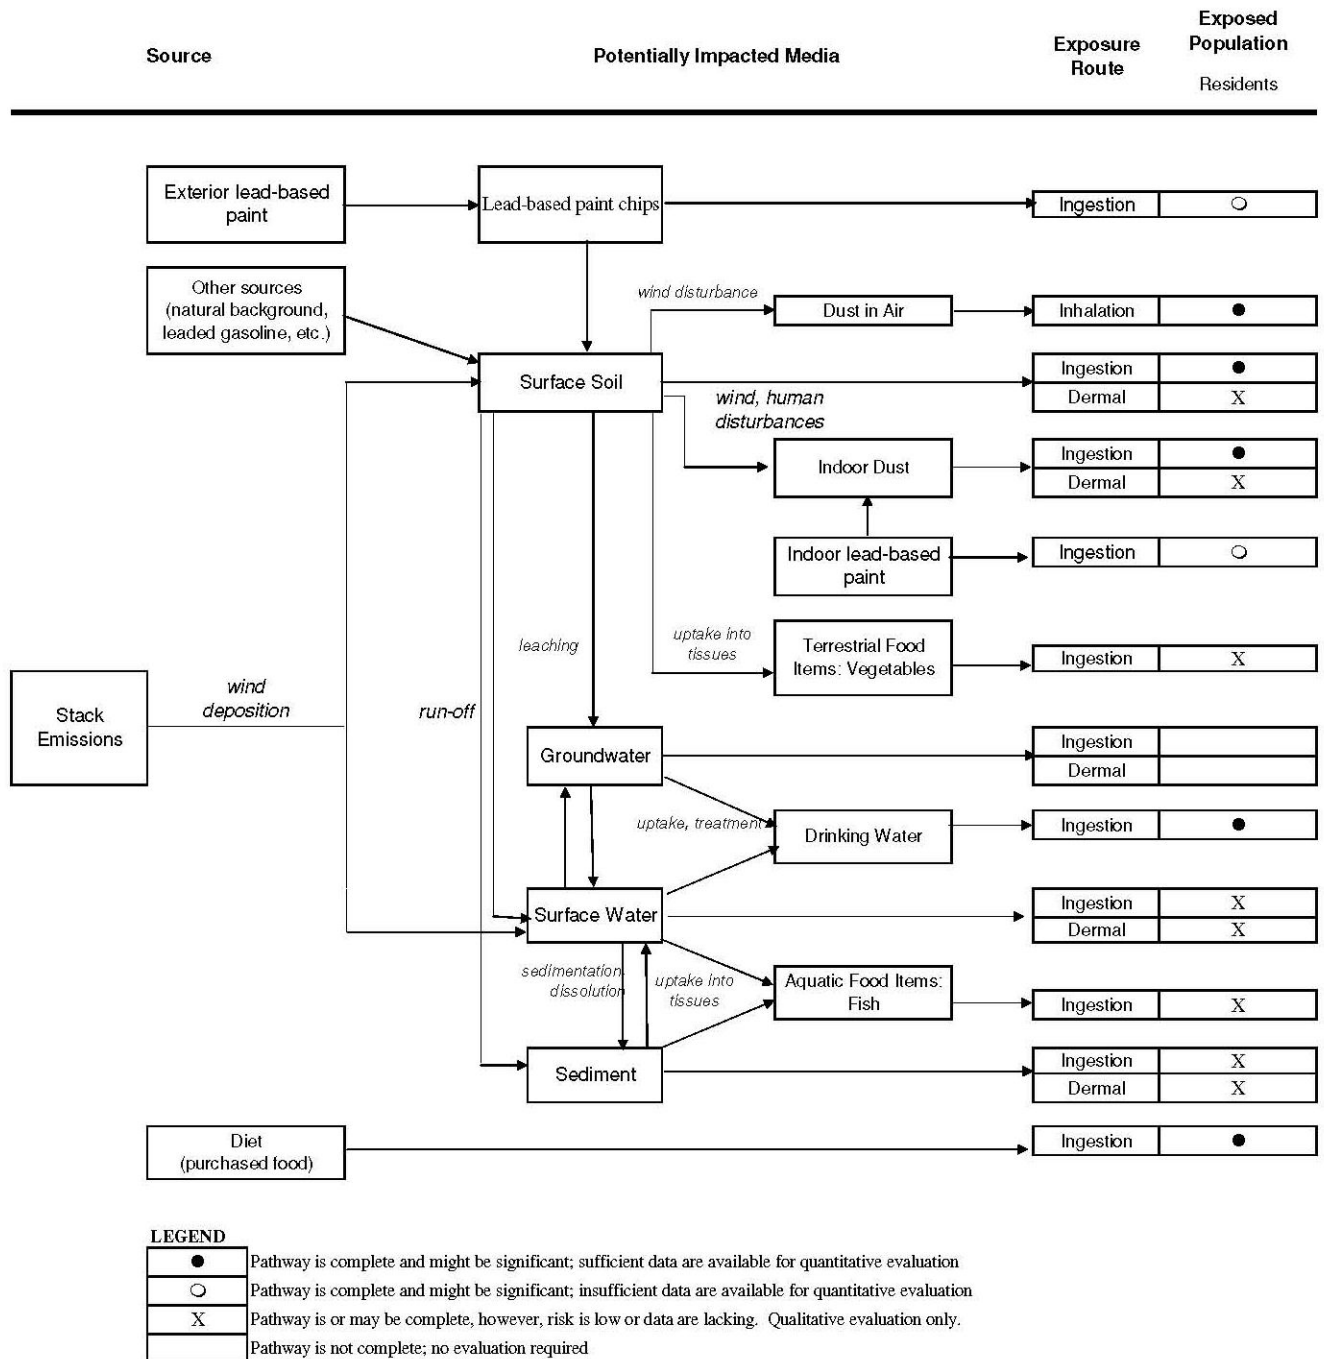 Source
Potentially Impacted Media
Exposure
Route
Exposed
Population
Residents
Exterior lead-based
paint
Lead-based paint chips
Ingestion
Other sources
(natural background,
leaded gasoline, etc.)
wind disturbance
Dust in Air
Inhalation
Surface Soil
Ingestion
Dermal
X
wind, human
disturbances
Indoor Dust
Ingestion
Dermal
X
Indoor lead-based
paint
Ingestion
leaching
uptake into
tissues
Terrestrial Food
Items: Vegetables
Ingestion
X
Stack
Emissions
wind
deposition
run-off
Groundwater
Ingestion
Dermal
uptake, treatment
Drinking Water
Ingestion
Surface Water
Ingestion
X
Dermal
X
sedimentation,
dissolution
uptake into
tissues
Aquatic Food Items:
Fish
Ingestion
X
Sediment
Ingestion
X
Dermal
X
Diet
(purchased food)
Ingestion
LEGEND
● Pathway is complete and might be significant; sufficient data are available for quantitative evaluation
○ Pathway is complete and might be significant; insufficient data are available for quantitative evaluation
X Pathway is or may be complete, however, risk is low or data are lacking. Qualitative evaluation only.
Pathway is not complete; no evaluation required